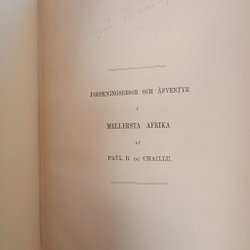 FORSKNINGSRESOR OCH ÄFVENTYR
I
MELLERSTA AFRIKA
AF
PAUL B. DU CHAILLU.